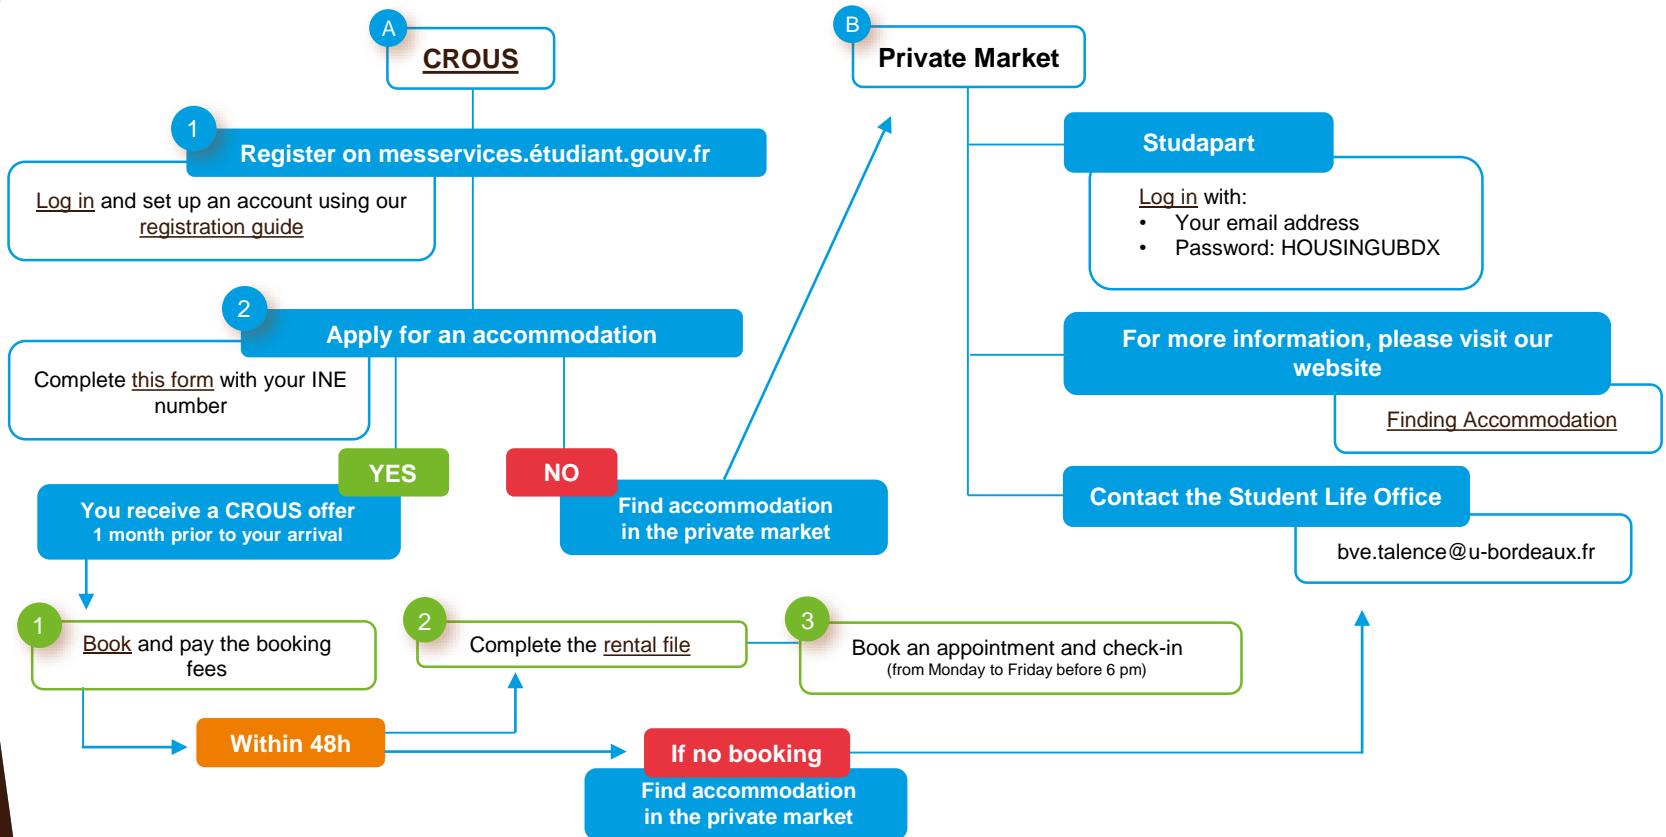 A
CROUS
1
Register on messervices.étudiant.gouv.fr
Log in and set up an account using our
registration guide
2
Apply for an accommodation
Complete this form with your INE
number
YES
NO
You receive a CROUS offer
1 month prior to your arrival
Find accommodation
in the private market
1
Book and pay the booking
fees
2
Complete the rental file
3
Book an appointment and check-in
(from Monday to Friday before 6 pm)
Within 48h
If no booking
Find accommodation
in the private market
B
Private Market
Studapart
Log in with:
• Your email address
• Password: HOUSINGUBDX
For more information, please visit our
website
Finding Accommodation
Contact the Student Life Office
bve.talence@u-bordeaux.fr